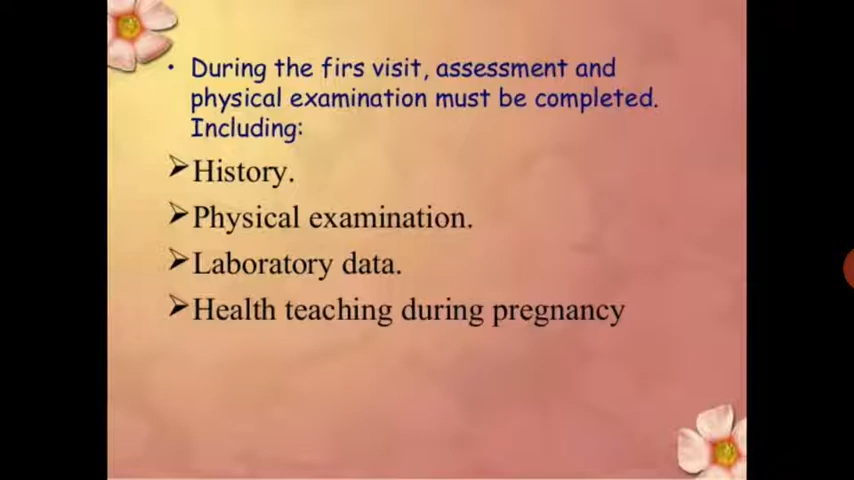 • During the firs visit, assessment and
physical examination must be completed.
Including:
➢History.
➢Physical examination.
➢Laboratory data.
➢Health teaching during pregnancy